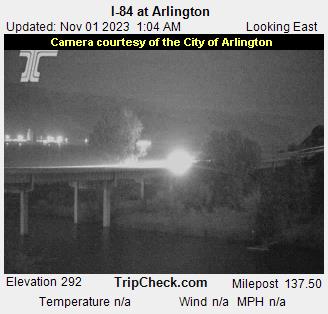 I-84 at Arlington
Updated: Nov 01 2023 1:04 AM Looking East
Camera courtesy of the City of Arlington
Elevation 292 TripCheck.com Milepost 137.50
Temperature n/a Wind n/a MPH n/a